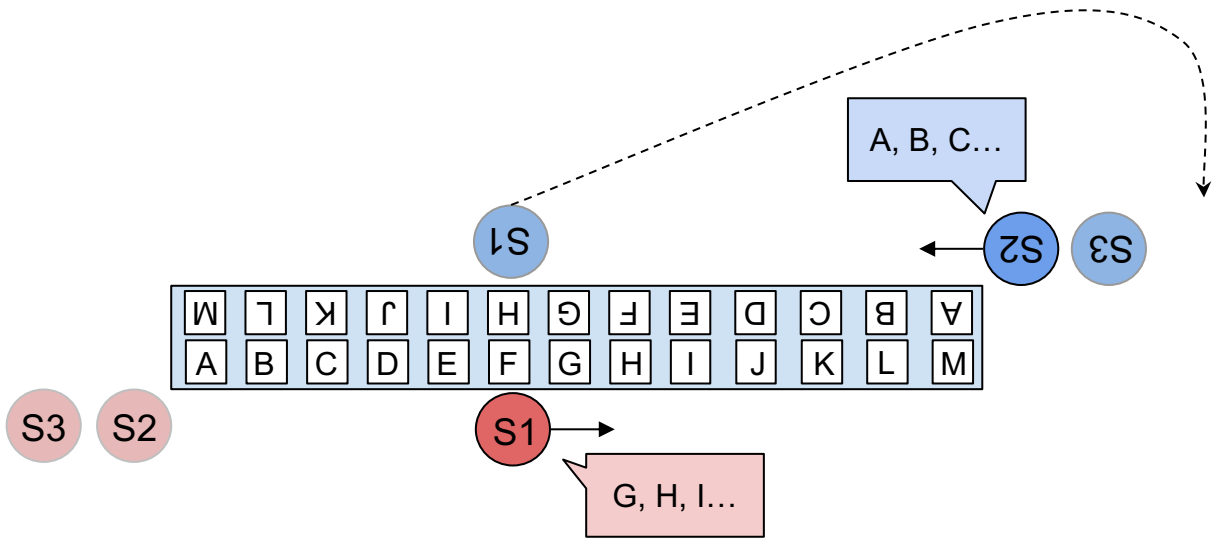 A, B, C…
S1
S2 S3
M L K J I H G F E D C B A
A B C D E F G H I J K L M
S3 S2
S1
G, H, I…